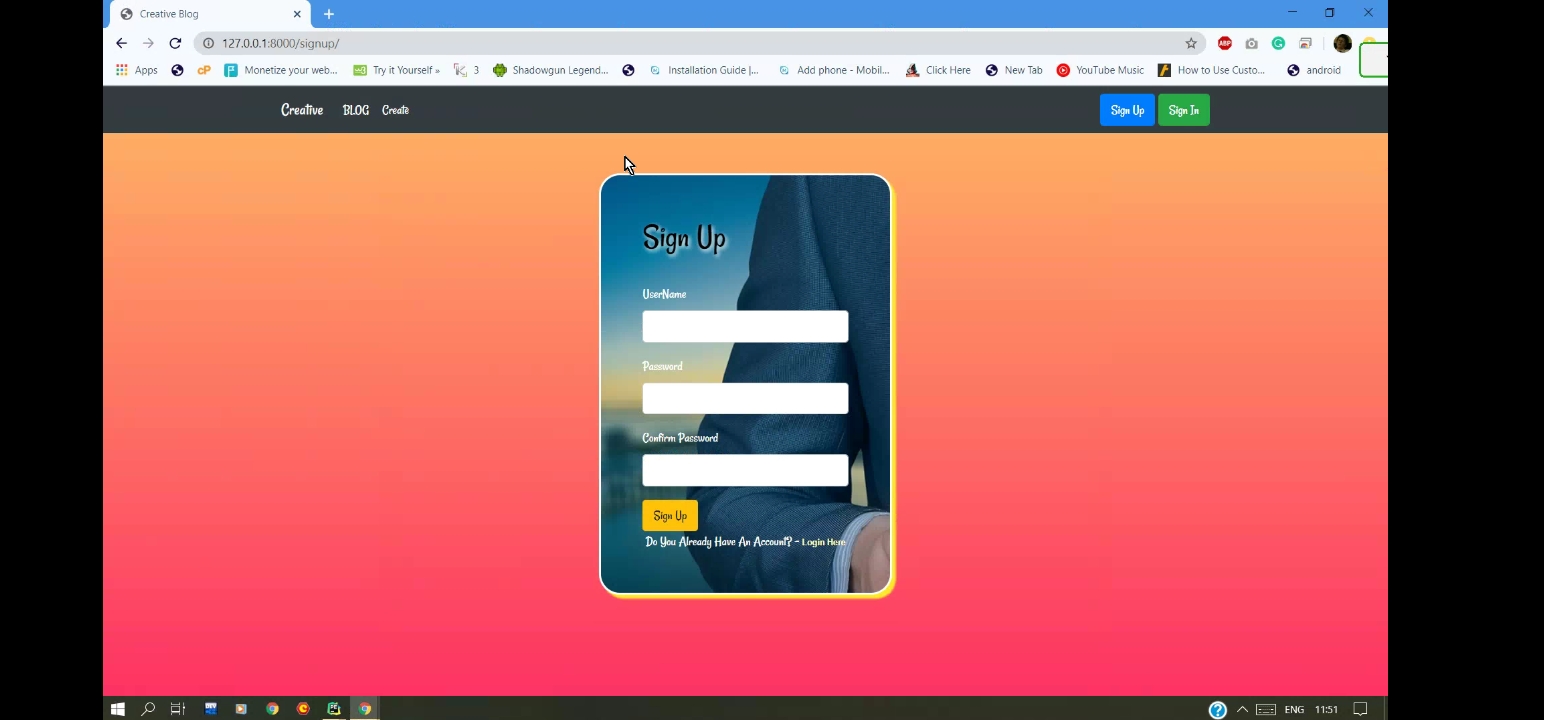 Creative Blog
127.0.0.1:8000/signup/
Apps cP Monetize your web... Try it Yourself » 3 Shadowgun Legend... Installation Guide |... Add phone - Mobil... Click Here New Tab YouTube Music How to Use Custo... android
Creative BLOG Create Sign Up Sign In
Sign Up
UserName
Password
Confirm Password
Sign Up
Do You Already Have An Account? - Login Here
ENG 11:51